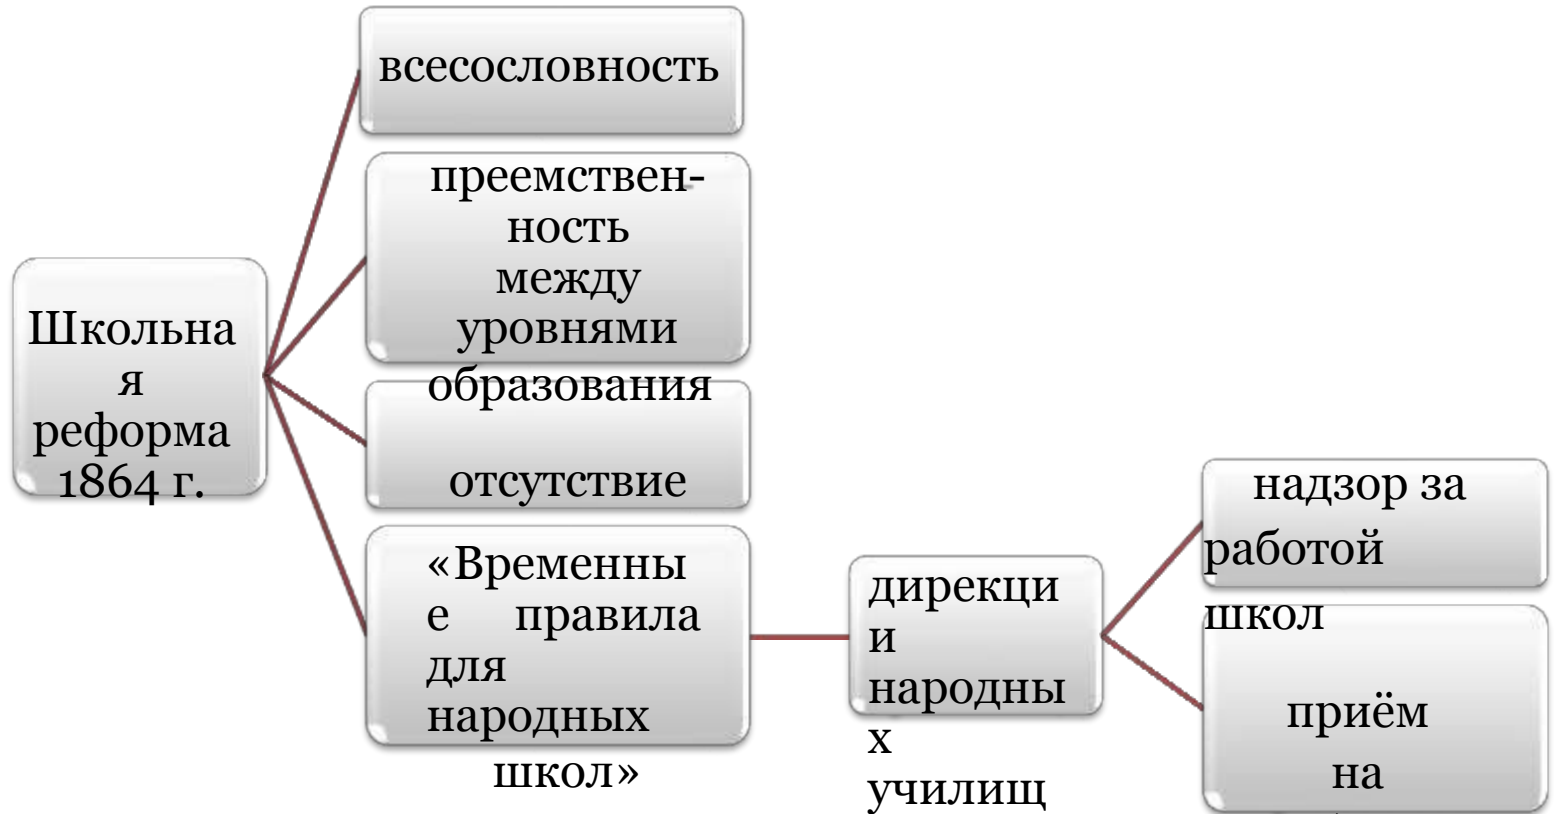 всесословность
преемствен-
ность
между
уровнями
образования
Школьна
я
реформа
1864 г.
отсутствие
«Временны
е правила
для
народных
школ»
дирекци
и
народны
х
училищ
надзор за
работой
школ
приём
на